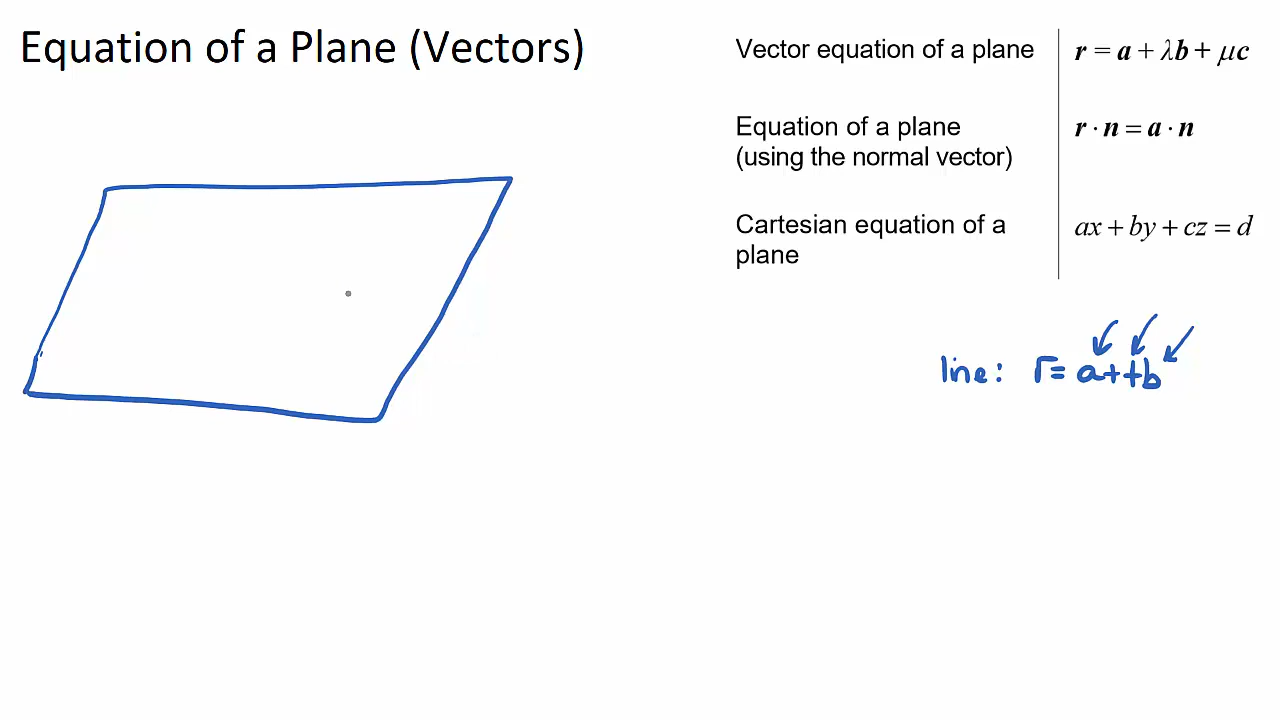 Equation of a Plane (Vectors)
Vector equation of a plane r = a + λb + μc
Equation of a plane
(using the normal vector) r · n = a · n
Cartesian equation of a
plane ax + by + cz = d
line: r = a + tb